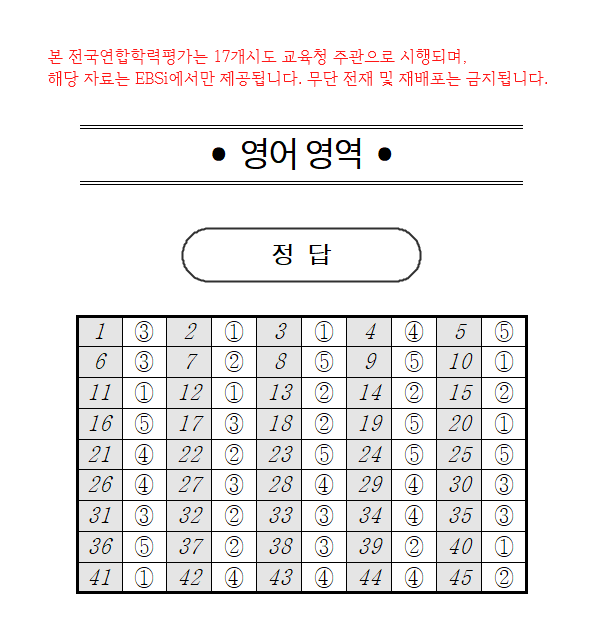 본 전국연합학력평가는 17개시도 교육청 주관으로 시행되며,
해당 자료는 EBSi에서만 제공됩니다. 무단 전재 및 재배포는 금지됩니다.
● 영어 영역 ●
정 답
1 ③ 2 ① 3 ① 4 ④ 5 ⑤
6 ③ 7 ② 8 ⑤ 9 ⑤ 10 ①
11 ① 12 ① 13 ② 14 ② 15 ②
16 ⑤ 17 ③ 18 ② 19 ⑤ 20 ①
21 ④ 22 ② 23 ⑤ 24 ⑤ 25 ⑤
26 ④ 27 ③ 28 ④ 29 ④ 30 ③
31 ③ 32 ② 33 ③ 34 ④ 35 ③
36 ⑤ 37 ② 38 ③ 39 ② 40 ①
41 ① 42 ④ 43 ④ 44 ④ 45 ②